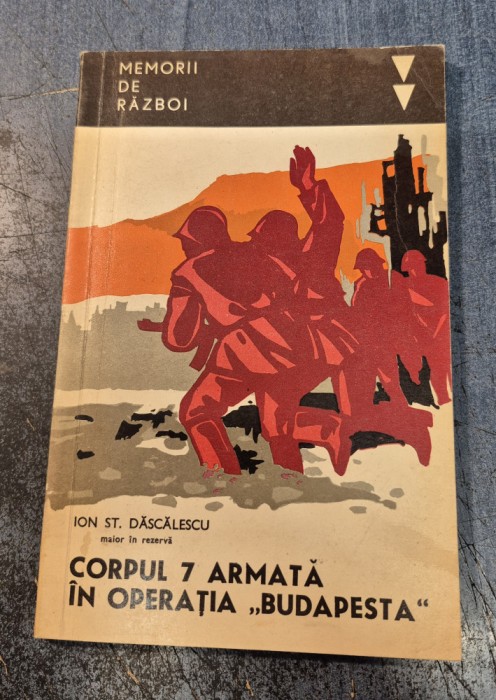 MEMORII
DE
RĂZBOI
ION ST. DĂSCĂLESCU
maior în rezervă
CORPUL 7 ARMATĂ
ÎN OPERAȚIA „BUDAPESTA“